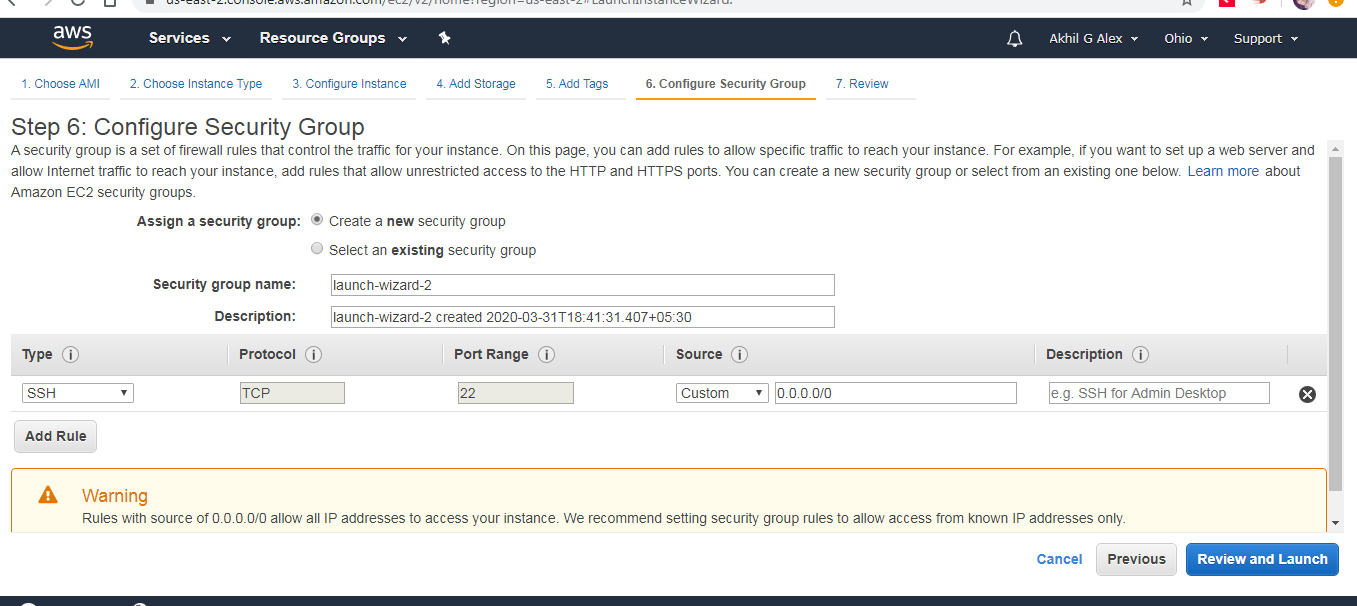 us-east-2.console.aws.amazon.com/ec2/v2/home?region=us-east-2#LaunchInstanceWizard:
aws Services Resource Groups Akhil G Alex Ohio Support
1. Choose AMI 2. Choose Instance Type 3. Configure Instance 4. Add Storage 5. Add Tags 6. Configure Security Group 7. Review
Step 6: Configure Security Group
A security group is a set of firewall rules that control the traffic for your instance. On this page, you can add rules to allow specific traffic to reach your instance. For example, if you want to set up a web server and
allow Internet traffic to reach your instance, add rules that allow unrestricted access to the HTTP and HTTPS ports. You can create a new security group or select from an existing one below. Learn more about
Amazon EC2 security groups.
Assign a security group: Create a new security group
Select an existing security group
Security group name: launch-wizard-2
Description: launch-wizard-2 created 2020-03-31T18:41:31.407+05:30
Type i Protocol i Port Range i Source i Description i
SSH TCP 22 Custom 0.0.0.0/0 e.g. SSH for Admin Desktop
Add Rule
Warning
Rules with source of 0.0.0.0/0 allow all IP addresses to access your instance. We recommend setting security group rules to allow access from known IP addresses only.
Cancel Previous Review and Launch